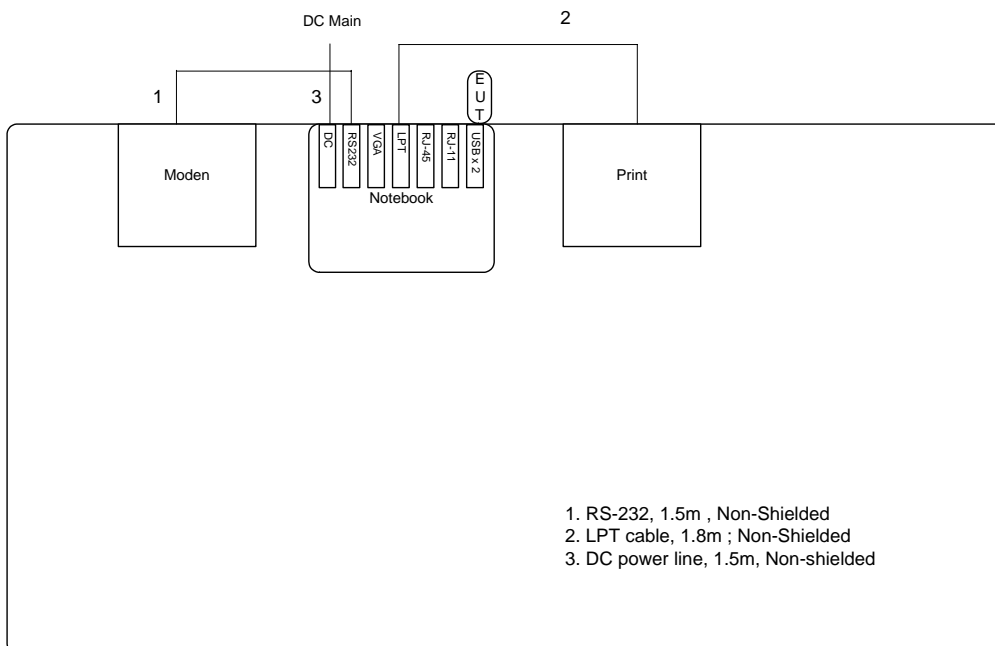 DC Main
2
1
3
E
U
T
DC
RS232
VGA
LPT
RJ-45
RJ-11
USB x 2
Moden
Notebook
Print
1. RS-232, 1.5m , Non-Shielded
2. LPT cable, 1.8m ; Non-Shielded
3. DC power line, 1.5m, Non-shielded